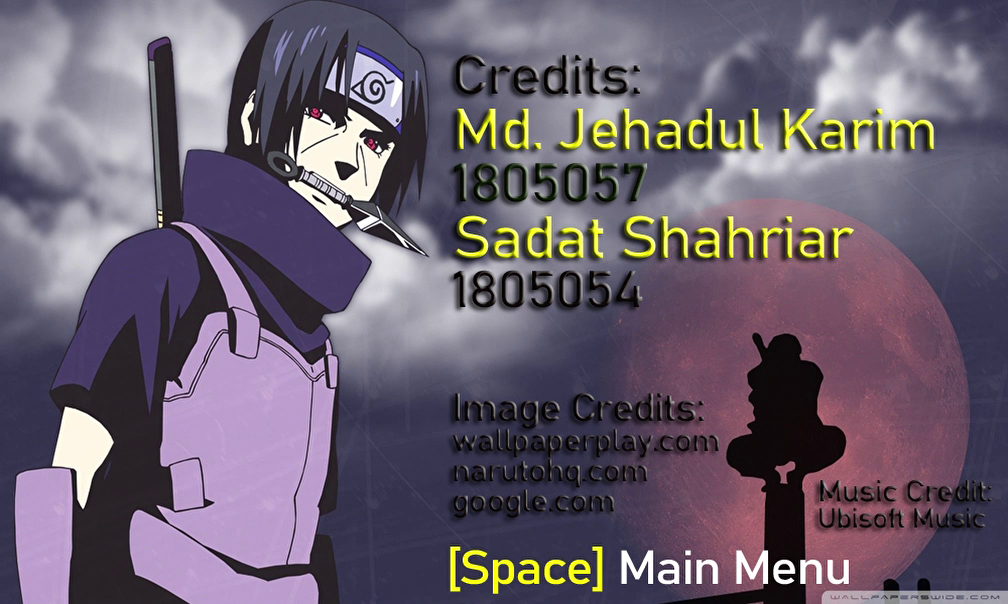 Credits:
Md. Jehadul Karim
1805057
Sadat Shahriar
1805054
Image Credits:
wallpaperplay.com
narutohq.com
google.com
Music Credit:
Ubisoft Music
[Space] Main Menu
WALLPAPERSWIDE.COM